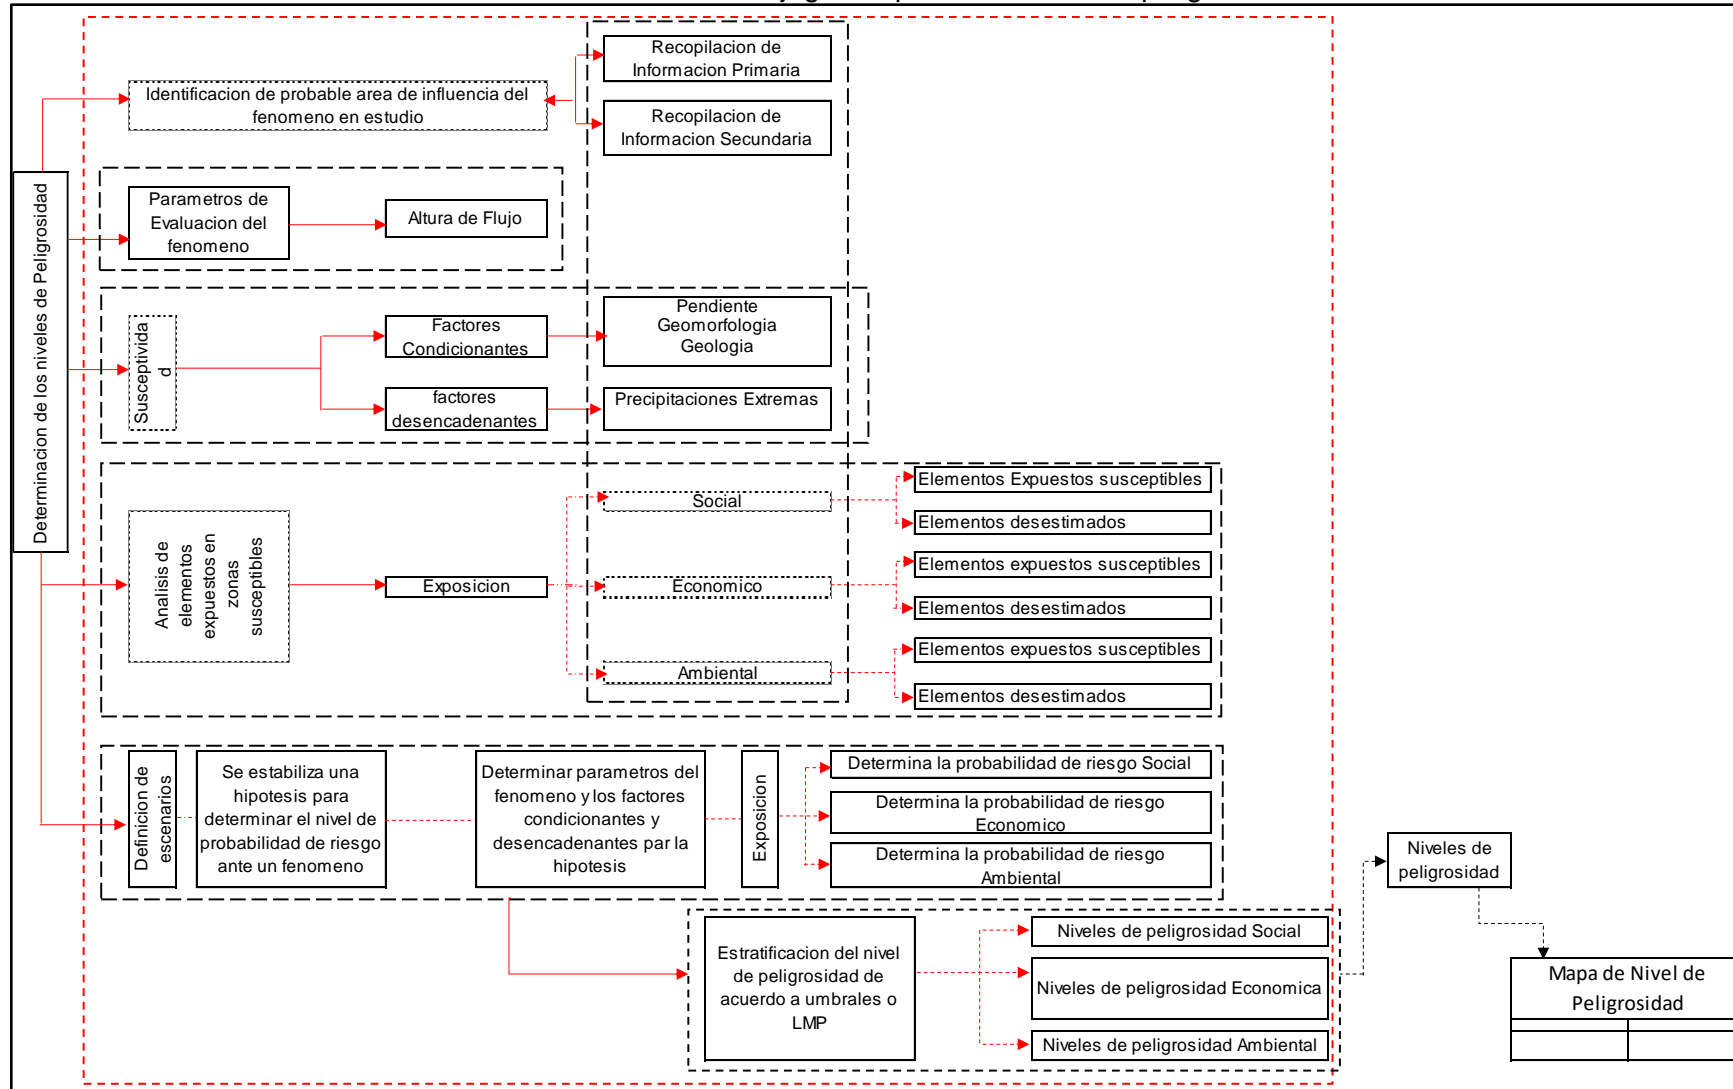 Determinacion de los niveles de Peligrosidad
Identificacion de probable area de influencia del
fenomeno en estudio
Recopilacion de
Informacion Primaria
Recopilacion de
Informacion Secundaria
Parametros de
Evaluacion del
fenomeno
Altura de Flujo
Susceptivida
d
Factores
Condicionantes
Pendiente
Geomorfologia
Geologia
factores
desencadenantes
Precipitaciones Extremas
Analisis de
elementos
expuestos en
zonas
susceptibles
Exposicion
Social
Elementos Expuestos susceptibles
Elementos desestimados
Economico
Elementos expuestos susceptibles
Elementos desestimados
Ambiental
Elementos expuestos susceptibles
Elementos desestimados
Definicion de
escenarios
Se estabiliza una
hipotesis para
determinar el nivel de
probabilidad de riesgo
ante un fenomeno
Determinar parametros del
fenomeno y los factores
condicionantes y
desencadenantes par la
hipotesis
Exposicion
Determina la probabilidad de riesgo Social
Determina la probabilidad de riesgo
Economico
Determina la probabilidad de riesgo
Ambiental
Estratificacion del nivel
de peligrosidad de
acuerdo a umbrales o
LMP
Niveles de peligrosidad Social
Niveles de peligrosidad Economica
Niveles de peligrosidad Ambiental
Niveles de
peligrosidad
Mapa de Nivel de
Peligrosidad